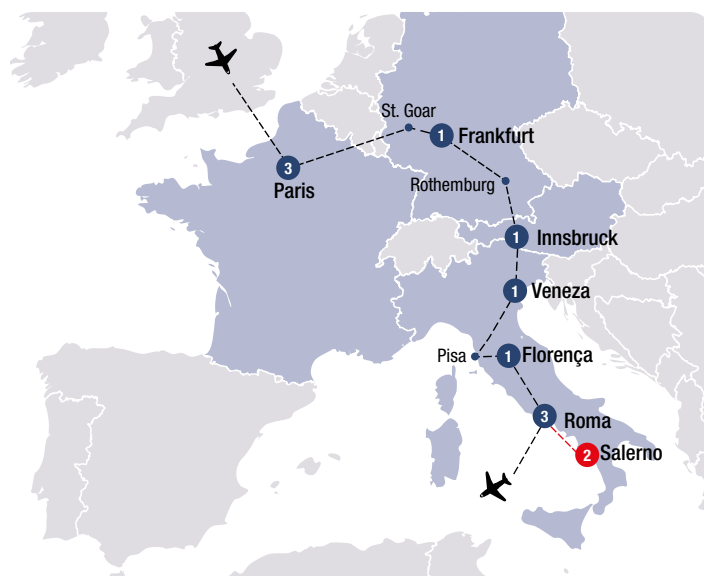 St. Goar
1 Frankfurt
3
Paris
Rothemburg
1 Innsbruck
1 Veneza
Pisa
1 Florença
3 Roma
2 Salerno